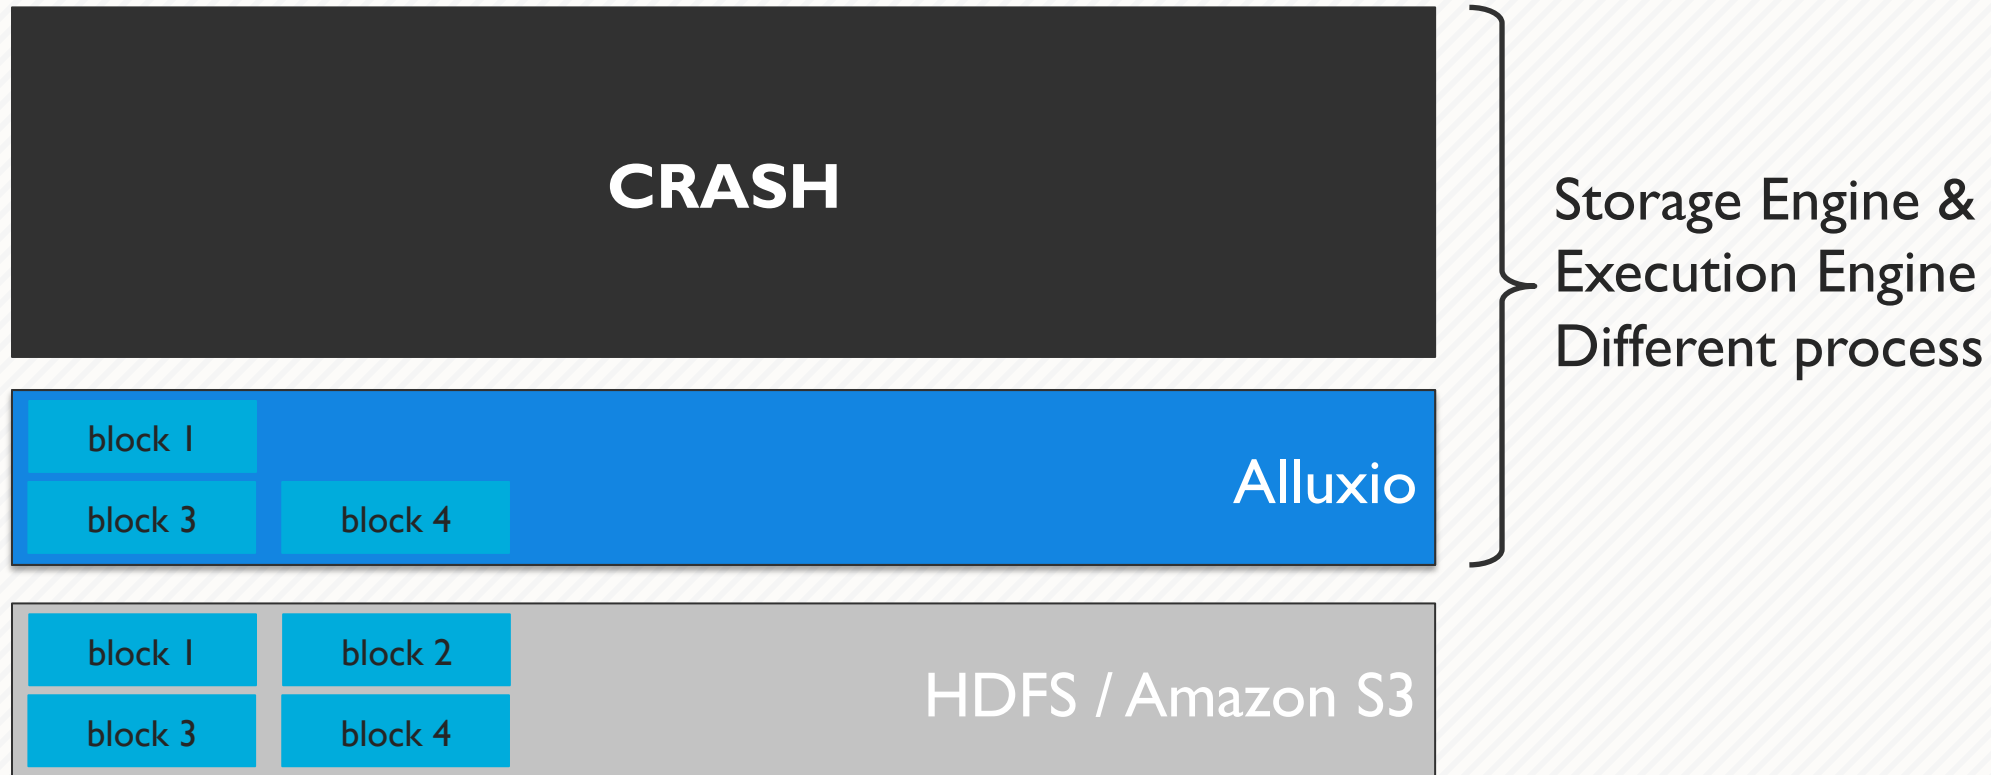 CRASH
Storage Engine &
Execution Engine
Different process
block 1
block 3 block 4
Alluxio
block 1 block 2
block 3 block 4
HDFS / Amazon S3